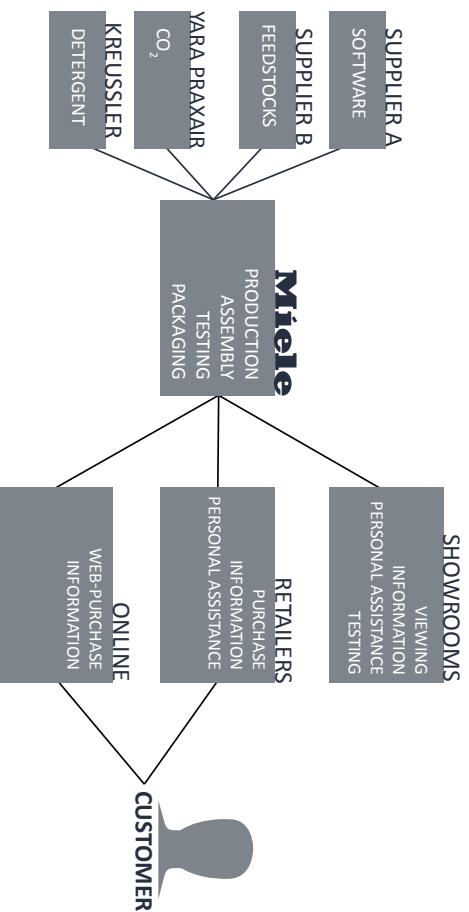 SUPPLIER A
SOFTWARE
SUPPLIER B
FEEDSTOCKS
YARA PRAXAIR
CO₂
KREUSSLER
DETERGENT
Miele
PRODUCTION
ASSEMBLY
TESTING
PACKAGING
SHOWROOMS
VIEWING
INFORMATION
PERSONAL ASSISTANCE
TESTING
RETAILERS
PURCHASE
INFORMATION
PERSONAL ASSISTANCE
ONLINE
WEB-PURCHASE
INFORMATION
CUSTOMER